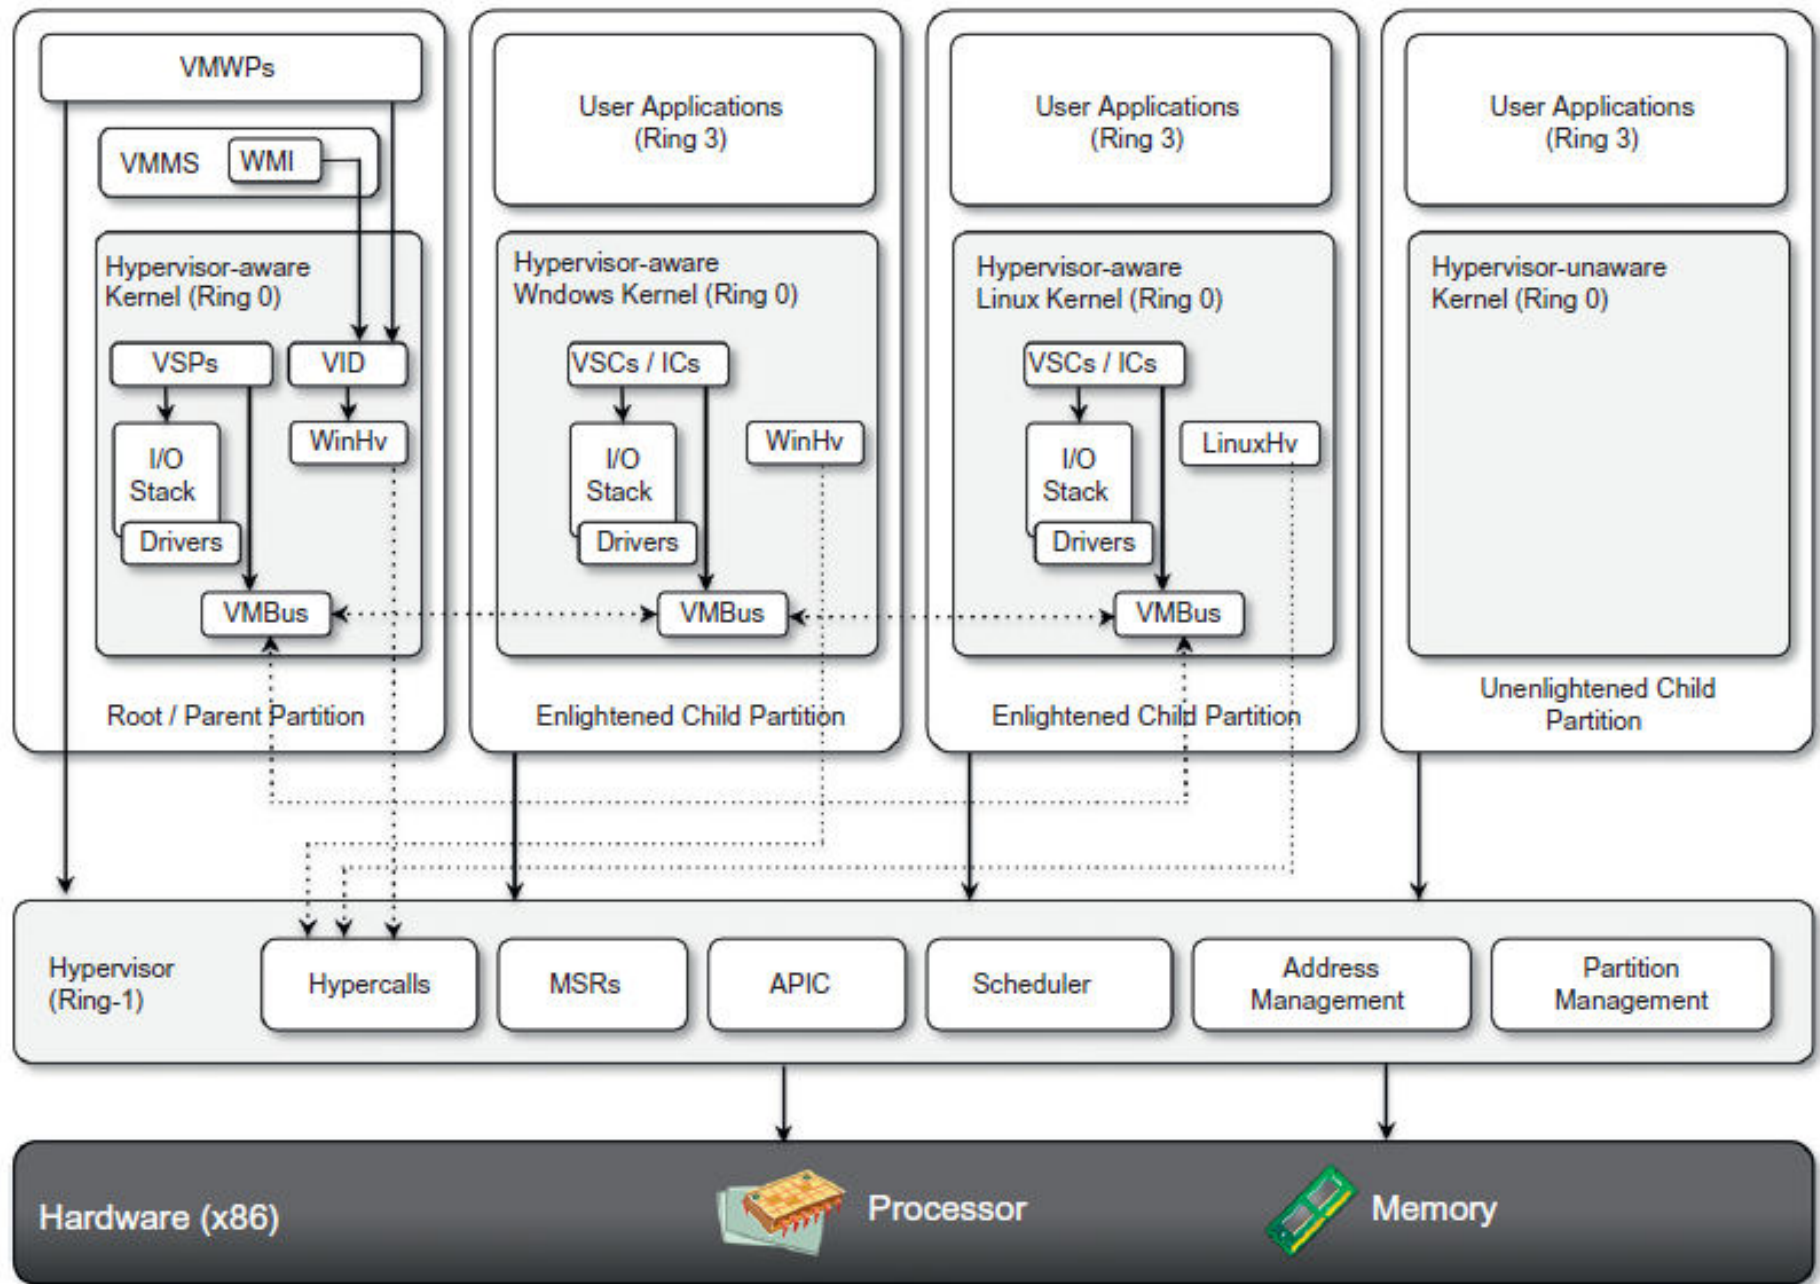 VMWPs
VMMS
WMI
Hypervisor-aware
Kernel (Ring 0)
VSPs
VID
WinHv
I/O
Stack
Drivers
VMBus
Root / Parent Partition
User Applications
(Ring 3)
Hypervisor-aware
Wndows Kernel (Ring 0)
VSCs / ICs
WinHv
I/O
Stack
Drivers
VMBus
Enlightened Child Partition
User Applications
(Ring 3)
Hypervisor-aware
Linux Kernel (Ring 0)
VSCs / ICs
LinuxHv
I/O
Stack
Drivers
VMBus
Enlightened Child Partition
User Applications
(Ring 3)
Hypervisor-unaware
Kernel (Ring 0)
Unenlightened Child
Partition
Hypervisor
(Ring-1)
Hypercalls
MSRs
APIC
Scheduler
Address
Management
Partition
Management
Hardware (x86)
Processor
Memory